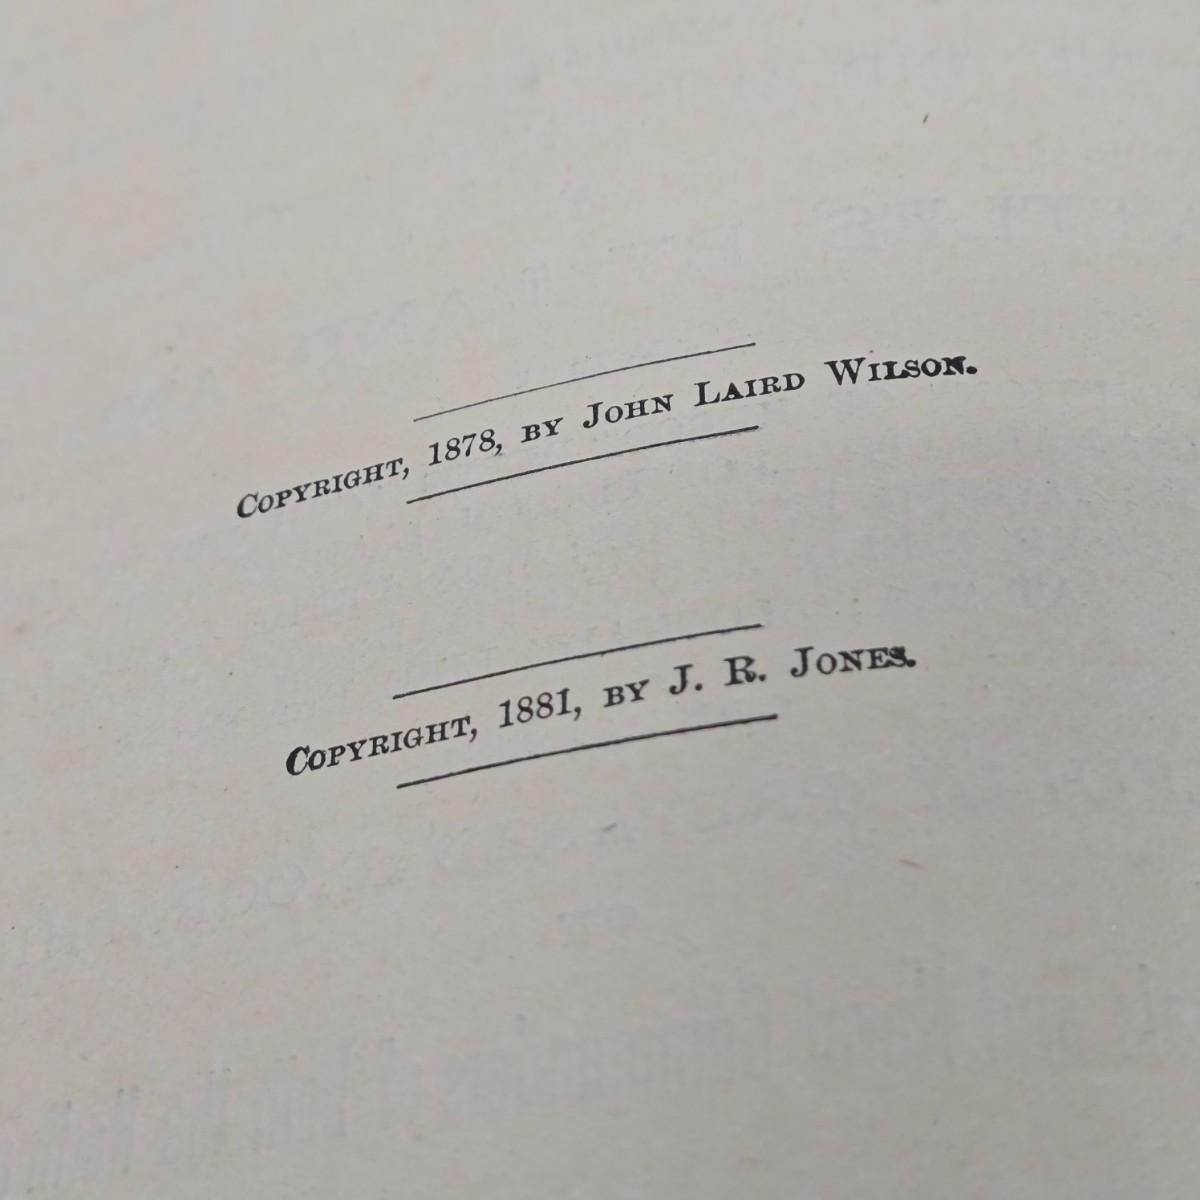 Copyright, 1878, by John Laird Wilson.
Copyright, 1881, by J. R. Jones.